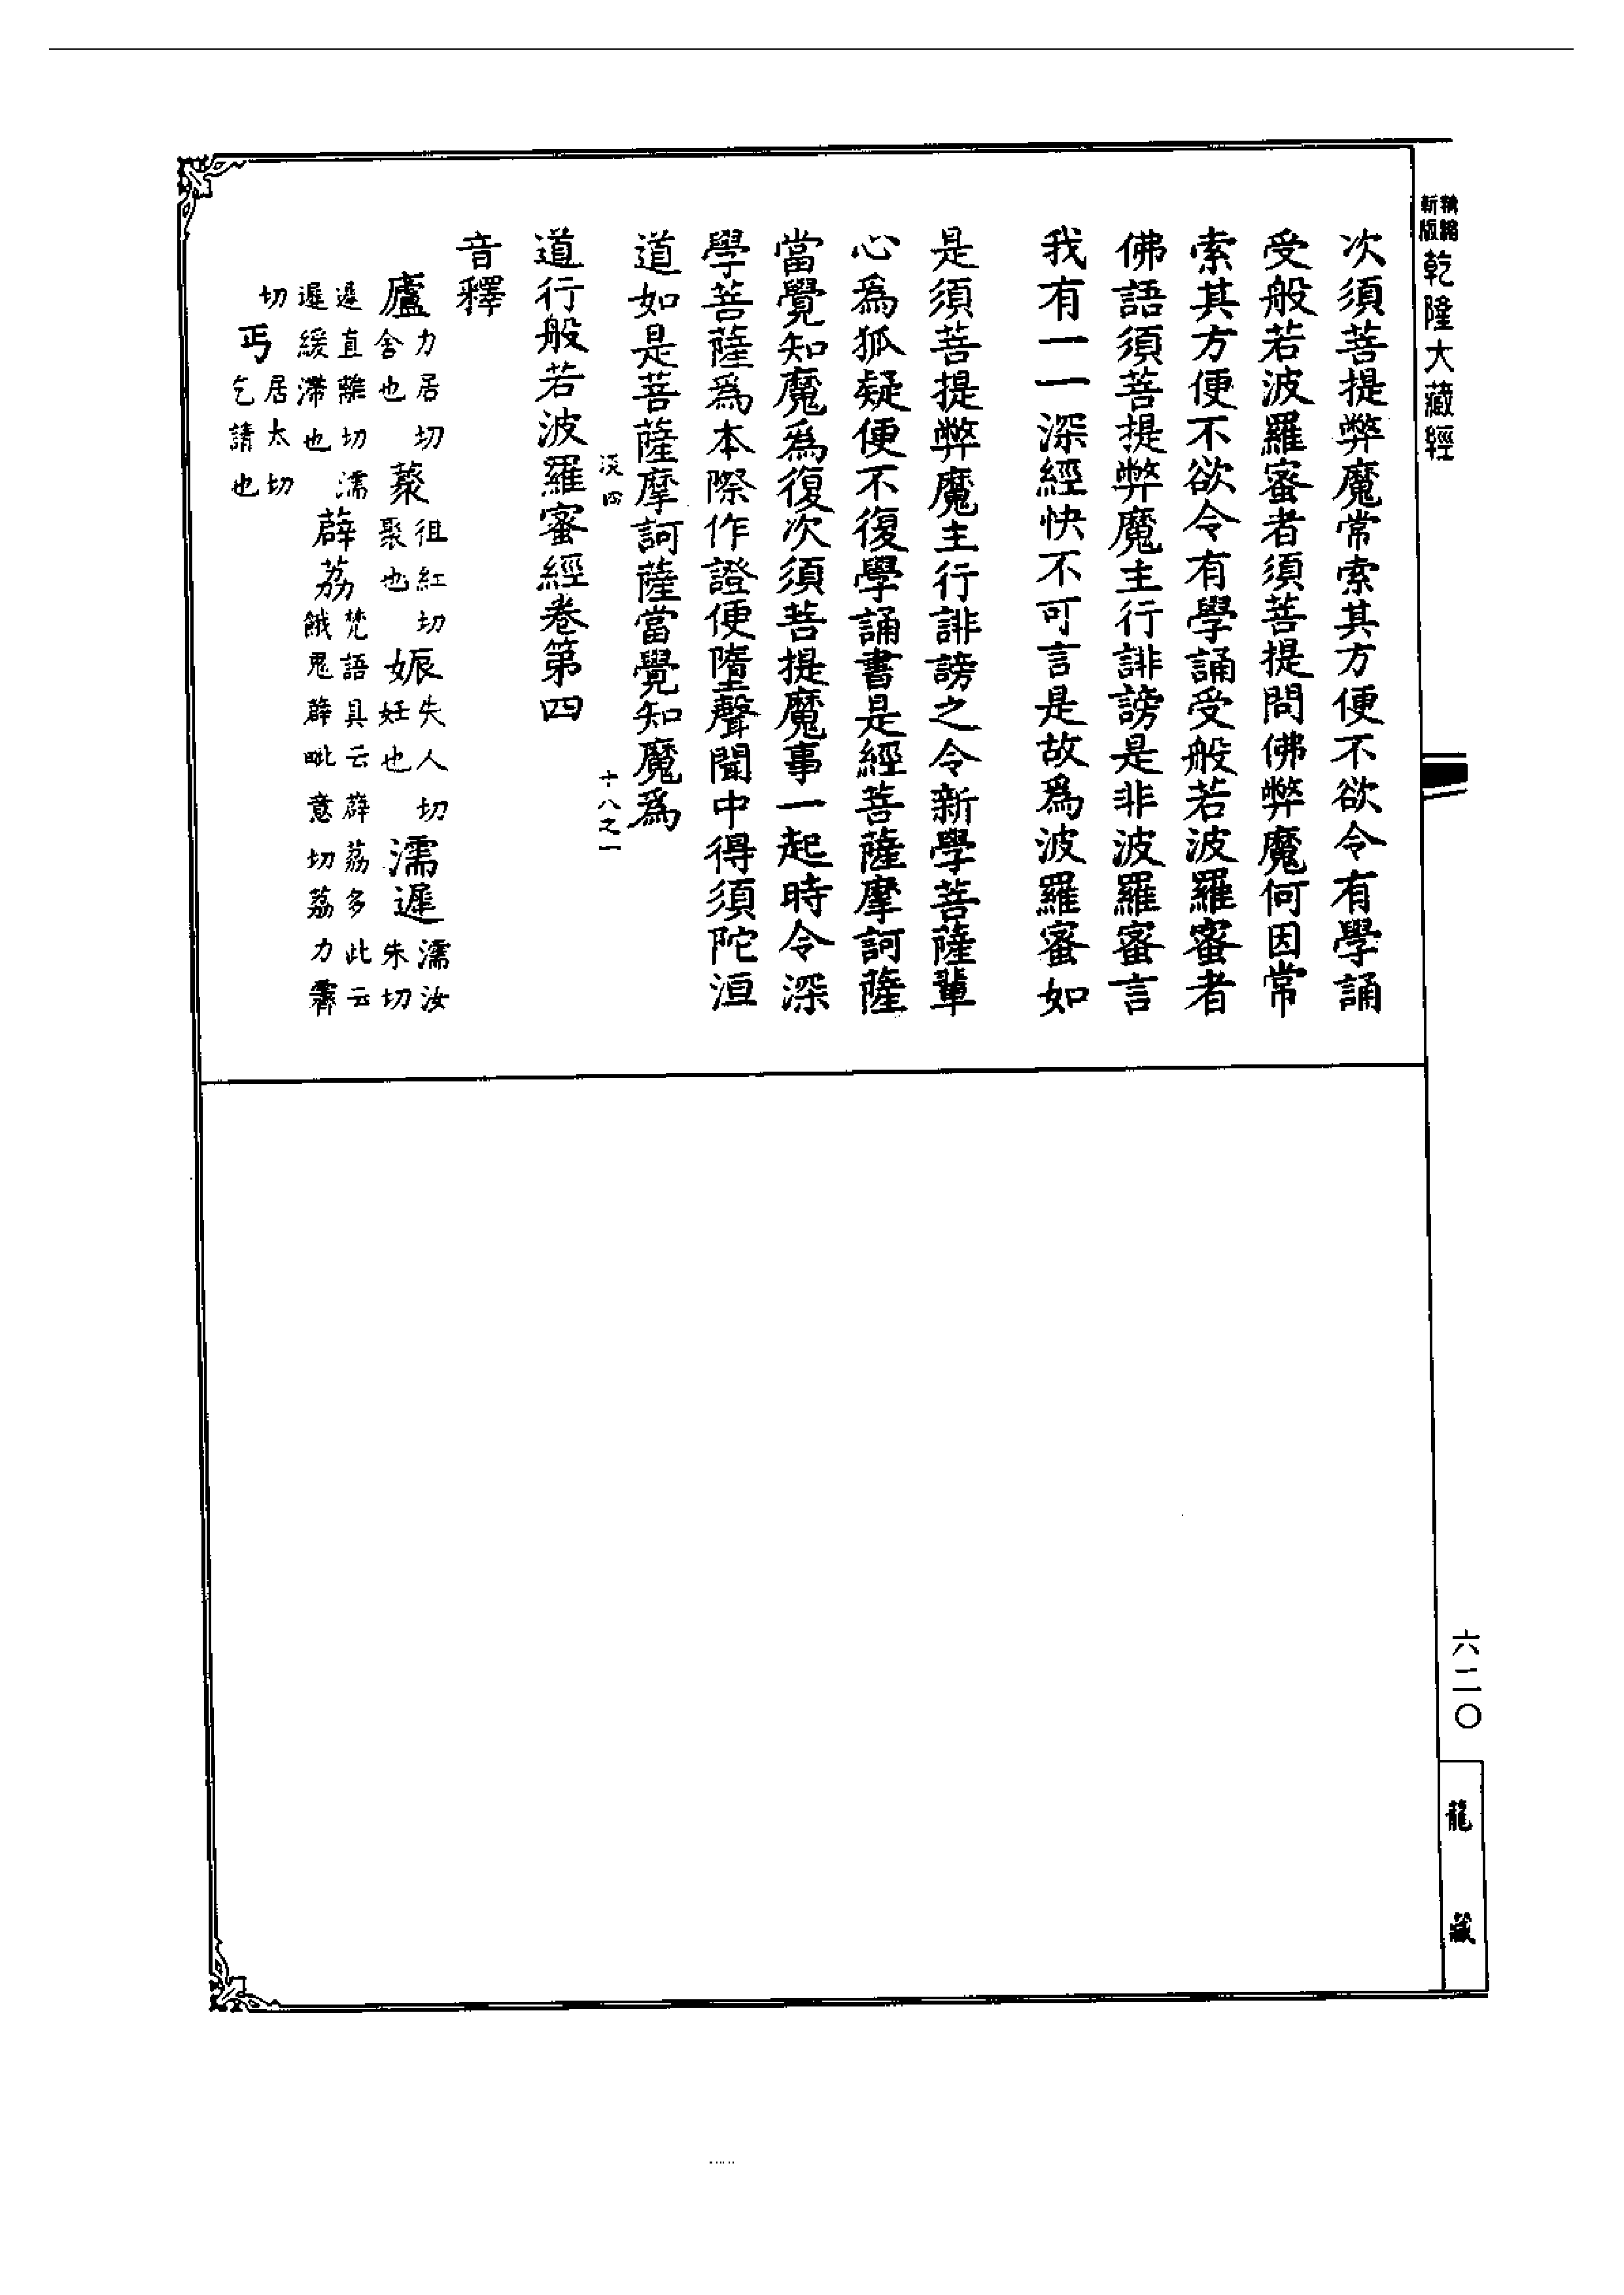 新版
乾隆大藏經
次須菩提弊魔常索其方便不欲令有學誦
受般若波羅蜜者須菩提問佛弊魔何因常
索其方便不欲令有學誦受般若波羅蜜者
佛語須菩提弊魔主行誹謗是非波羅蜜言
我有一一深經快不可言是故爲波羅蜜如
是須菩提弊魔主行誹謗之令新學菩薩輩
心爲狐疑便不復學誦書是經菩薩摩訶薩
當覺知魔爲復次須菩提魔事一起時令深
學菩薩爲本際作證便墮聲聞中得須陀洹
道如是菩薩摩訶薩當覺知魔爲
淡四 十八之一
道行般若波羅蜜經卷第四
音釋
廬力居切舍也 藂徂紅切聚也 娠失人切妊也 濡遲濡汝朱切
遲直離切濡遲緩滯也 薜荔梵語具云薜荔多此云餓鬼薜毗意切荔力霽
切 丐居太切乞請也
六二〇
龍藏